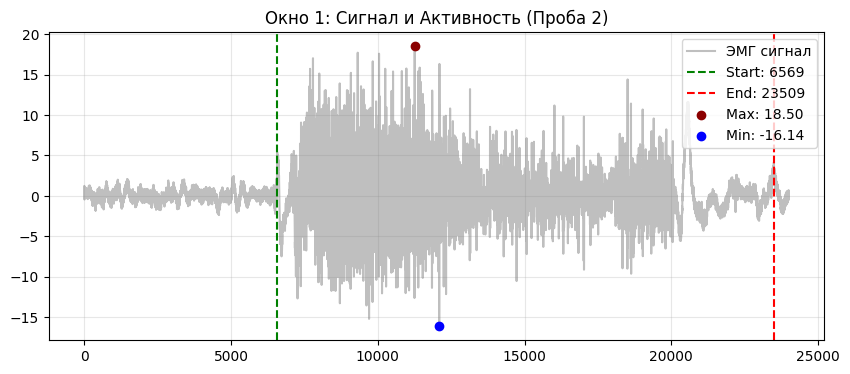 Окно 1: Сигнал и Активность (Проба 2)
20
15
10
5
0
−5
−10
−15
0
5000
10000
15000
20000
25000
ЭМГ сигнал
Start: 6569
End: 23509
Max: 18.50
Min: -16.14